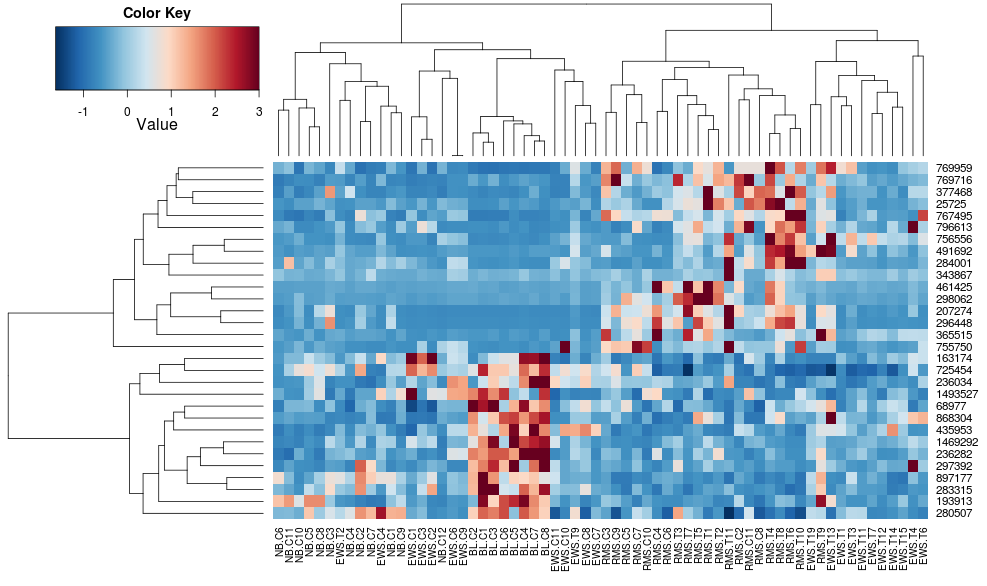 Color Key
-1 0 1 2 3
Value
769959
769716
377468
25725
767495
796613
756556
491692
284001
343867
461425
298062
207274
296448
365515
755750
163174
725454
236034
1493527
68977
868304
435953
1469292
236282
297392
897177
283315
193913
280507
NB.C6
NB.C11
NB.C10
NB.C5
NB.C8
NB.C3
EWS.T2
NB.C4
NB.C2
NB.C7
EWS.C4
NB.C1
NB.C9
EWS.C1
EWS.C3
EWS.C2
NB.C12
EWS.C6
EWS.C9
BL.C2
BL.C1
BL.C3
BL.C6
BL.C5
BL.C4
BL.C7
BL.C8
EWS.C11
EWS.C10
EWS.T9
EWS.C8
EWS.C7
RMS.C3
RMS.C9
RMS.C5
RMS.C7
RMS.C10
RMS.C4
RMS.C6
RMS.T3
RMS.T7
RMS.T5
RMS.T1
RMS.T2
RMS.T11
RMS.C2
RMS.C11
RMS.C8
RMS.T4
RMS.T8
RMS.T6
RMS.T10
EWS.T19
RMS.T9
EWS.T13
EWS.T1
EWS.T3
EWS.T11
EWS.T7
EWS.T12
EWS.T14
EWS.T15
EWS.T4
EWS.T6